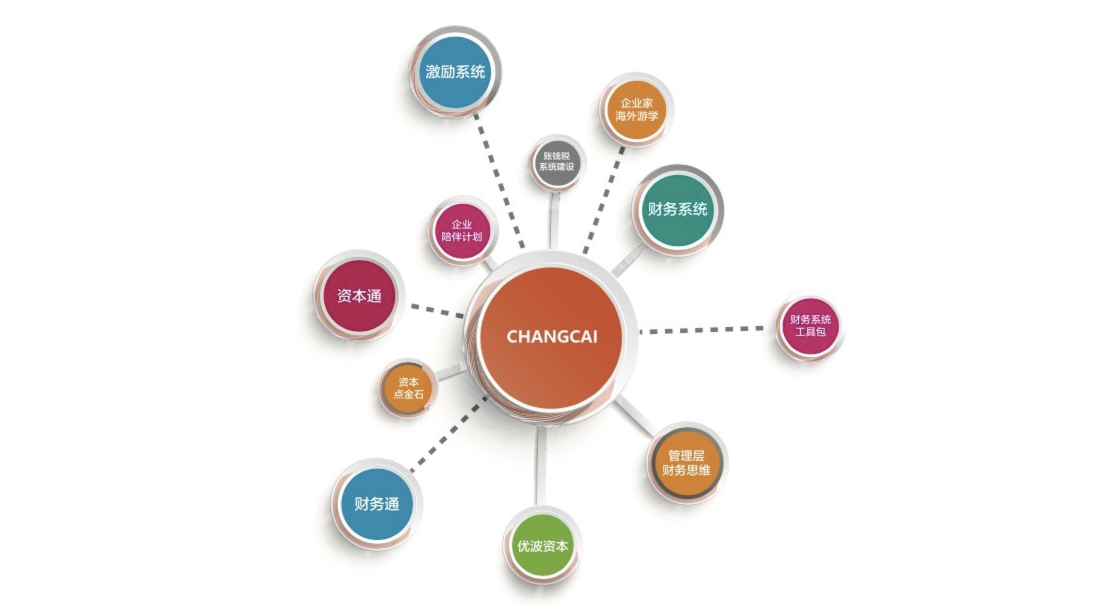 激励系统
企业家
海外游学
账钱税
系统建设
财务系统
企业
陪伴计划
资本通
CHANGCAI
财务系统
工具包
资本
点金石
管理层
财务思维
财务通
优波资本